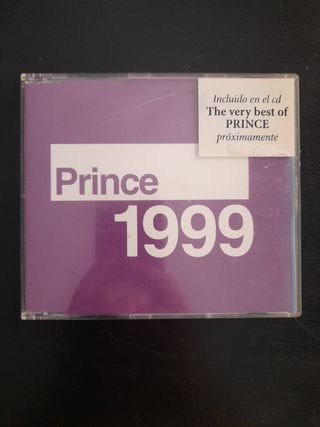 Incluido en el cd
The very best of
PRINCE
próximamente
Prince
1999